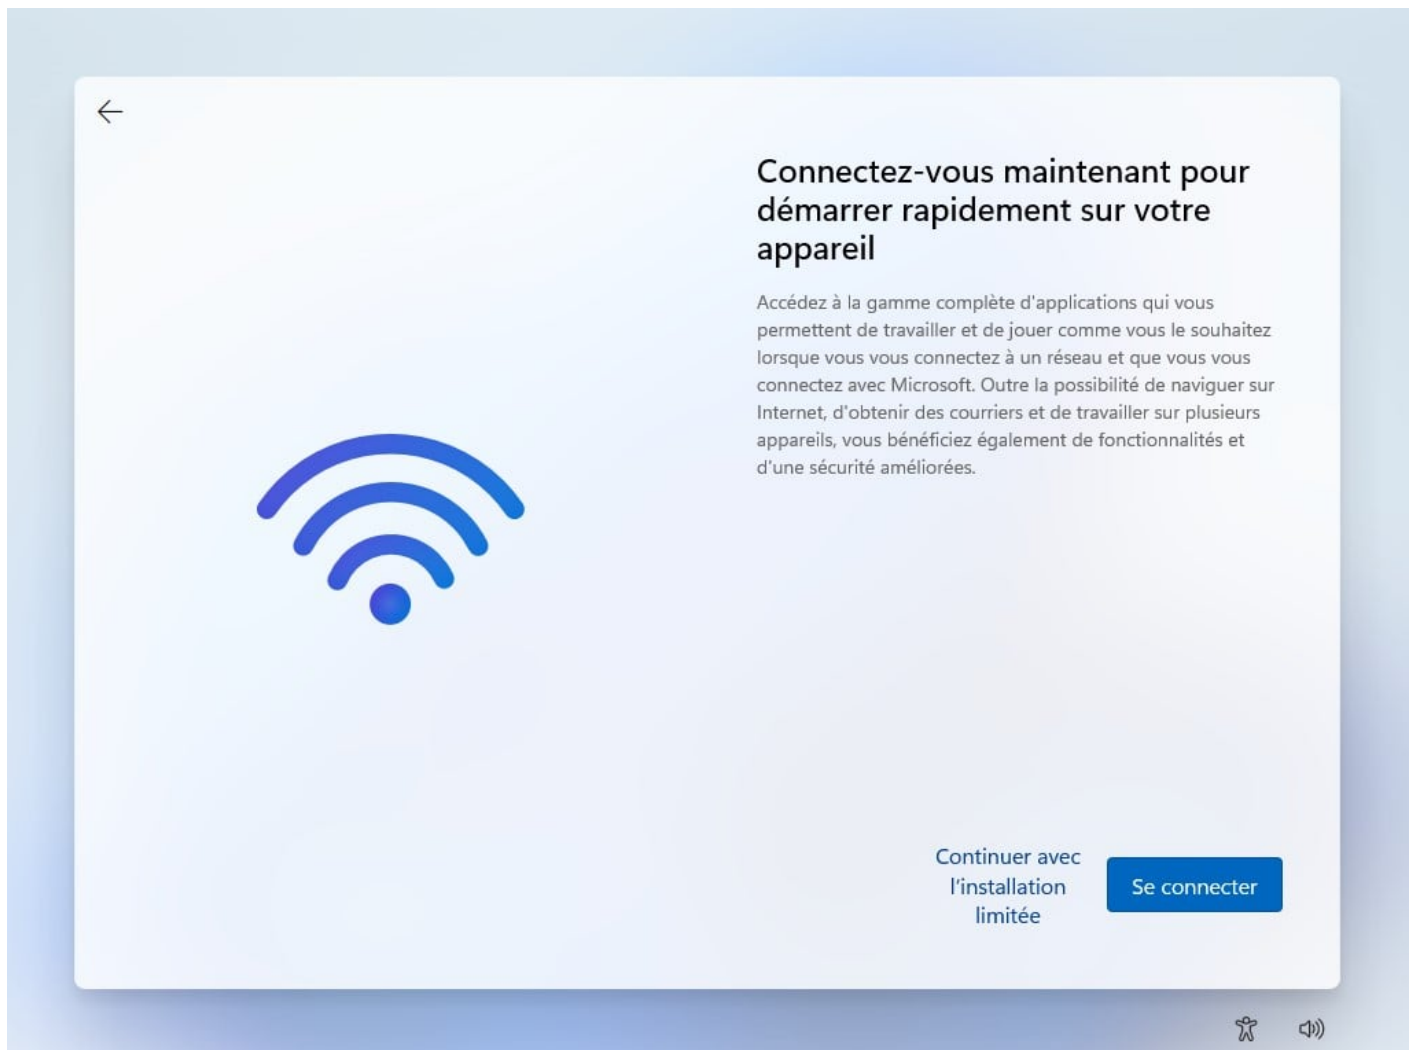 Connectez-vous maintenant pour
démarrer rapidement sur votre
appareil
Accédez à la gamme complète d'applications qui vous
permettent de travailler et de jouer comme vous le souhaitez
lorsque vous vous connectez à un réseau et que vous vous
connectez avec Microsoft. Outre la possibilité de naviguer sur
Internet, d'obtenir des courriers et de travailler sur plusieurs
appareils, vous bénéficiez également de fonctionnalités et
d'une sécurité améliorées.
Continuer avec
l'installation
limitée
Se connecter